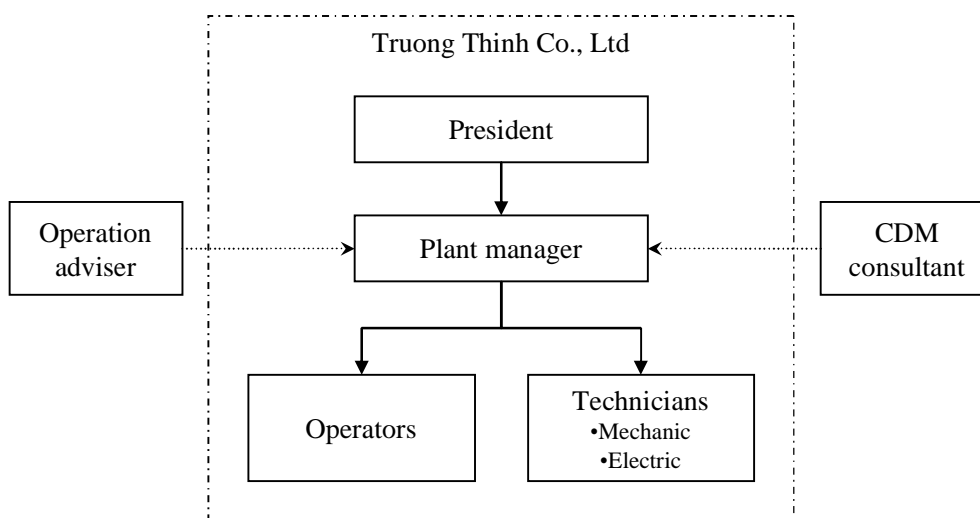 Truong Thinh Co., Ltd
President
Operation
adviser
Plant manager
CDM
consultant
Operators
Technicians
•Mechanic
•Electric